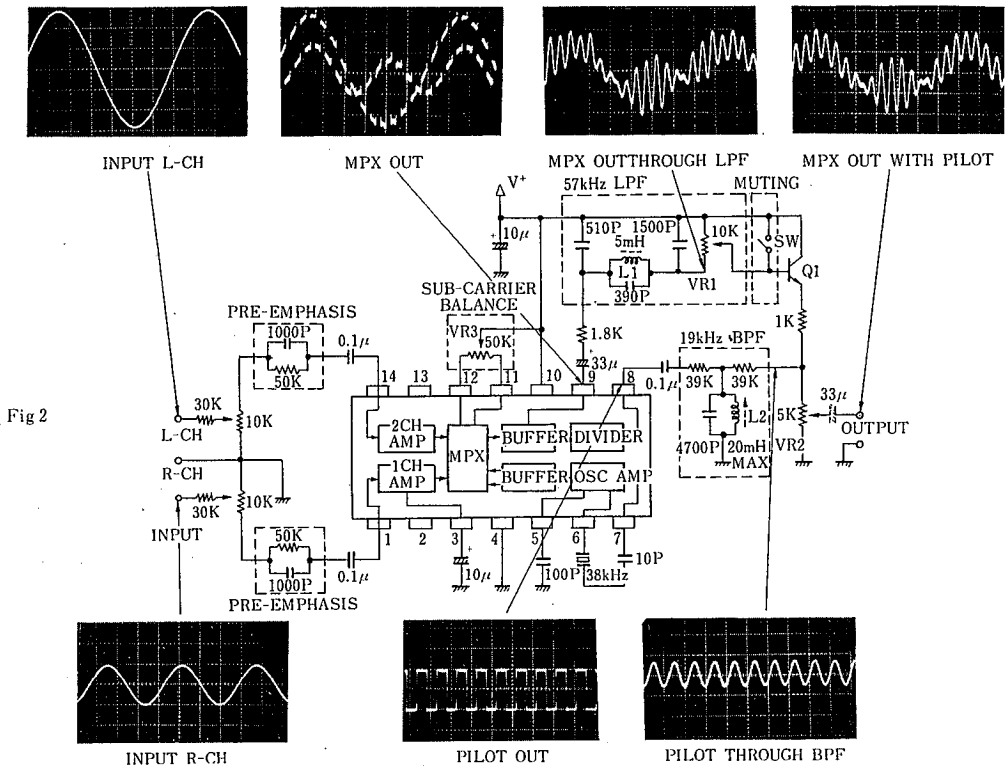 INPUT L-CH
MPX OUT
MPX OUTTHROUGH LPF
MPX OUT WITH PILOT
V+
57kHz LPF
MUTING
10μ
510P
1500P
10K
SW
5mH
L1
390P
VR1
Q1
SUB-CARRIER
BALANCE
VR3
50K
1.8K
33μ
1K
PRE-EMPHASIS
1000P
50K
0.1μ
19kHz BPF
0.1μ
39K
39K
4700P
L2
20mH
MAX
5K
VR2
33μ
OUTPUT
14
13
12
11
10
9
8
Fig 2
30K
L-CH
10K
R-CH
10K
30K
INPUT
2CH
AMP
MPX
BUFFER
DIVIDER
1CH
AMP
BUFFER
OSC AMP
1
2
3
4
5
6
7
50K
1000P
0.1μ
10μ
100P
38kHz
10P
PRE-EMPHASIS
INPUT R-CH
PILOT OUT
PILOT THROUGH BPF